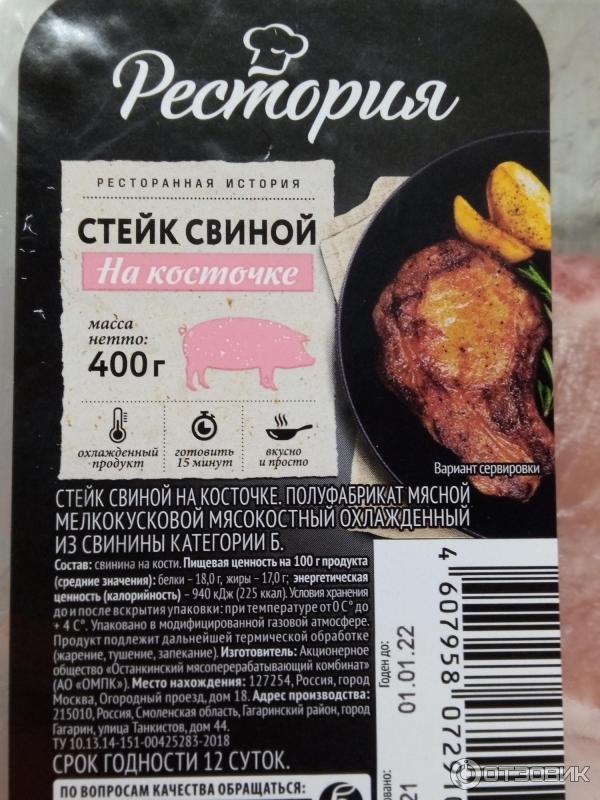 Рестория
РЕСТОРАННАЯ ИСТОРИЯ
СТЕЙК СВИНОЙ
На косточке
масса
нетто:
400 г
охлажденный
продукт
готовить
15 минут
вкусно
и просто
Вариант сервировки
СТЕЙК СВИНОЙ НА КОСТОЧКЕ. ПОЛУФАБРИКАТ МЯСНОЙ
МЕЛКОКУСКОВОЙ МЯСОКОСТНЫЙ ОХЛАЖДЕННЫЙ
ИЗ СВИНИНЫ КАТЕГОРИИ Б.
Состав: свинина на кости. Пищевая ценность на 100 г продукта
(средние значения): белки – 18,0 г, жиры – 17,0 г; энергетическая
ценность (калорийность) – 940 кДж (225 ккал). Условия хранения
до и после вскрытия упаковки: при температуре от 0 С° до
+ 4 С°. Упаковано в модифицированной газовой атмосфере.
Продукт подлежит дальнейшей термической обработке
(жарение, тушение, запекание). Изготовитель: Акционерное
общество «Останкинский мясоперерабатывающий комбинат»
(АО «ОМПК»). Место нахождения: 127254, Россия, город
Москва, Огородный проезд, дом 18. Адрес производства:
215010, Россия, Смоленская область, Гагаринский район, город
Гагарин, улица Танкистов, дом 44.
ТУ 10.13.14-151-00425283-2018
СРОК ГОДНОСТИ 12 СУТОК.
ПО ВОПРОСАМ КАЧЕСТВА ОБРАЩАТЬСЯ:
Годен до:
01.01.22
4 607958 0729
21
ОТЗОВИК